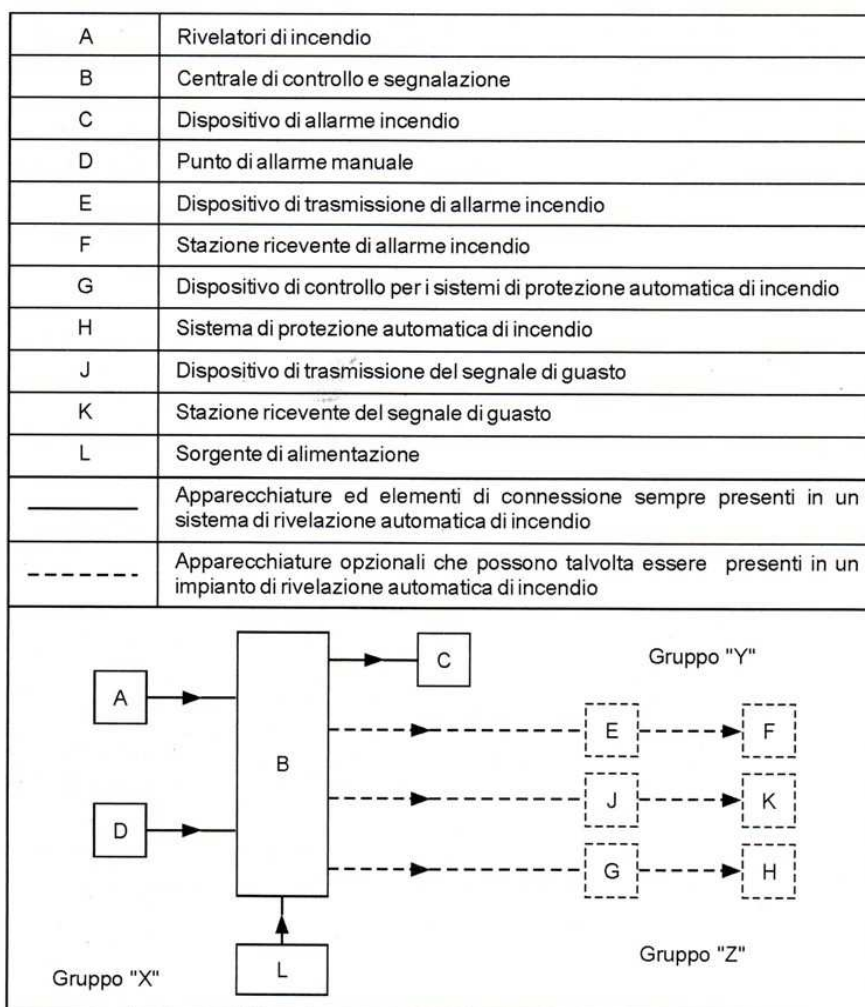 A Rivelatori di incendio
B Centrale di controllo e segnalazione
C Dispositivo di allarme incendio
D Punto di allarme manuale
E Dispositivo di trasmissione di allarme incendio
F Stazione ricevente di allarme incendio
G Dispositivo di controllo per i sistemi di protezione automatica di incendio
H Sistema di protezione automatica di incendio
J Dispositivo di trasmissione del segnale di guasto
K Stazione ricevente del segnale di guasto
L Sorgente di alimentazione
Apparecchiature ed elementi di connessione sempre presenti in un
sistema di rivelazione automatica di incendio
Apparecchiature opzionali che possono talvolta essere presenti in un
impianto di rivelazione automatica di incendio
C
Gruppo "Y"
A
E
F
B
J
K
D
G
H
L
Gruppo "X"
Gruppo "Z"